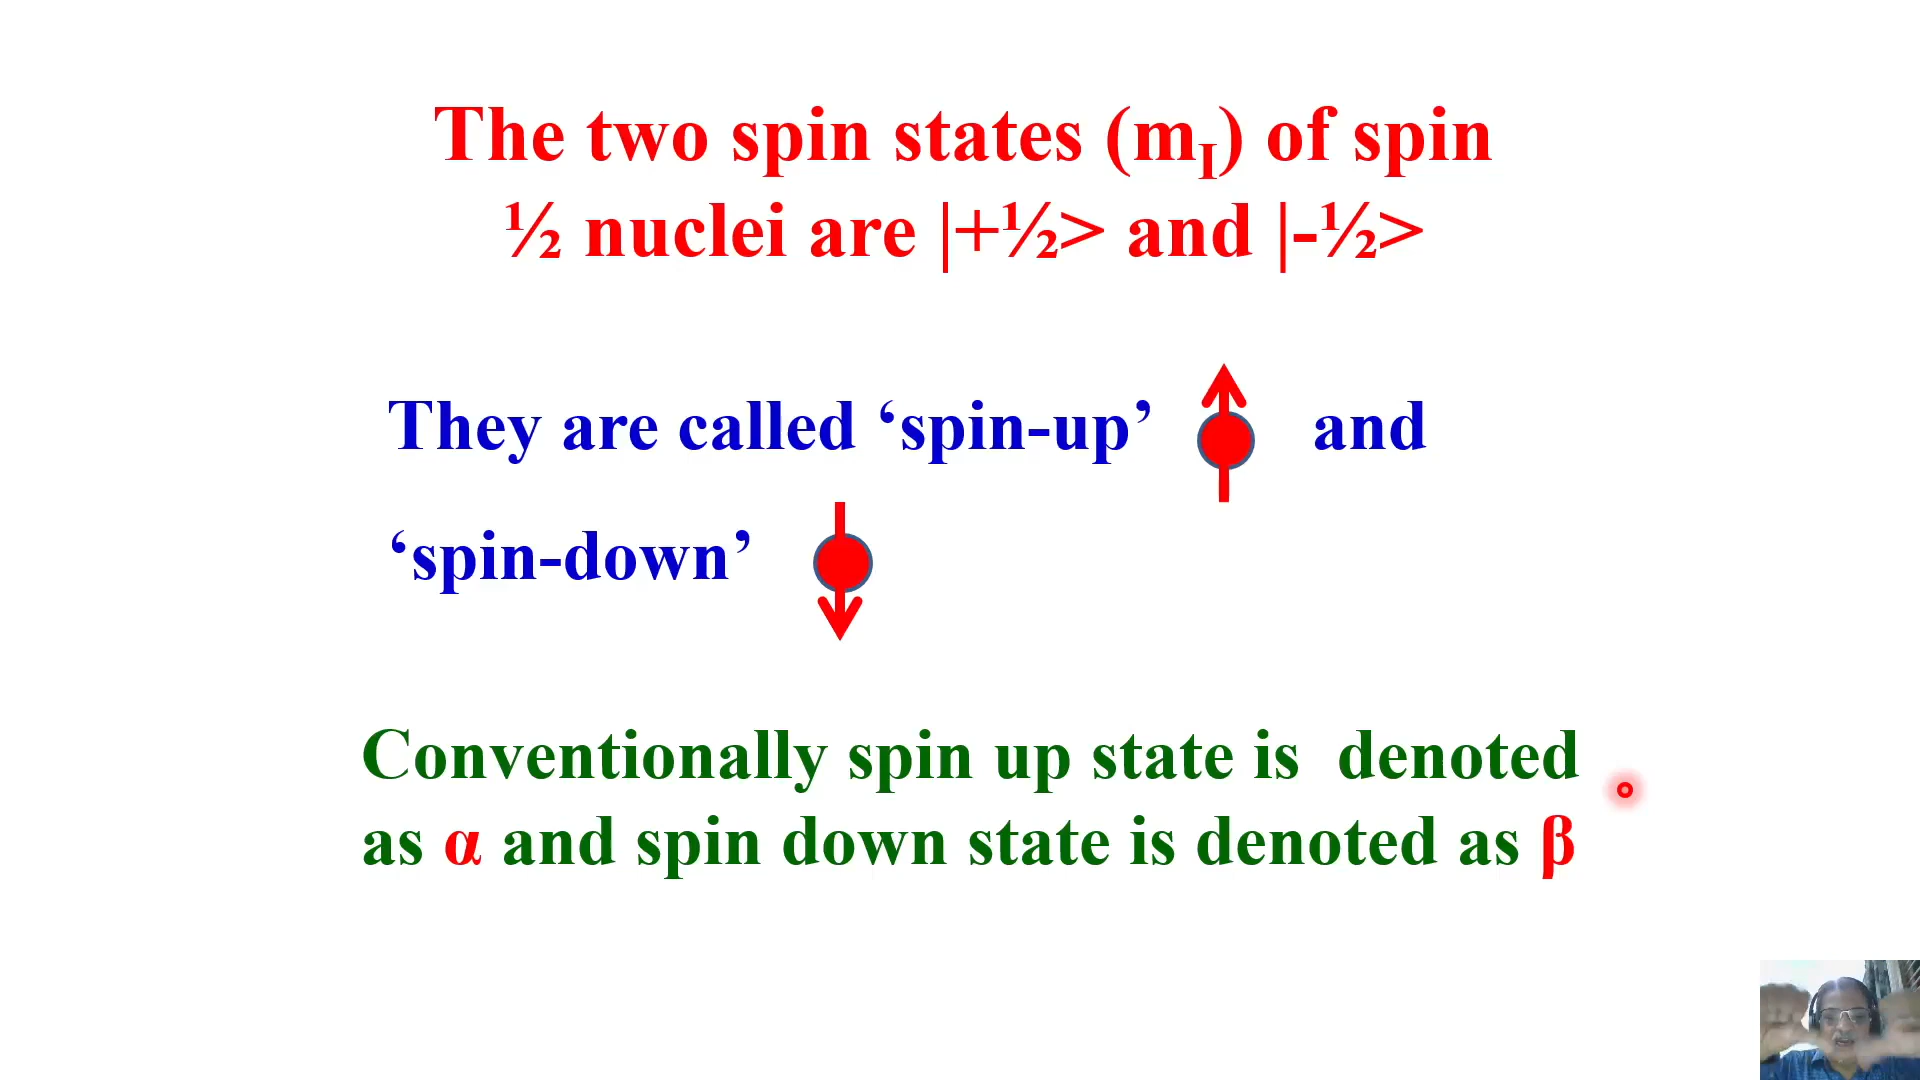 The two spin states (mI) of spin
½ nuclei are |+½> and |-½>
They are called ‘spin-up’ and
‘spin-down’
Conventionally spin up state is denoted
as α and spin down state is denoted as β